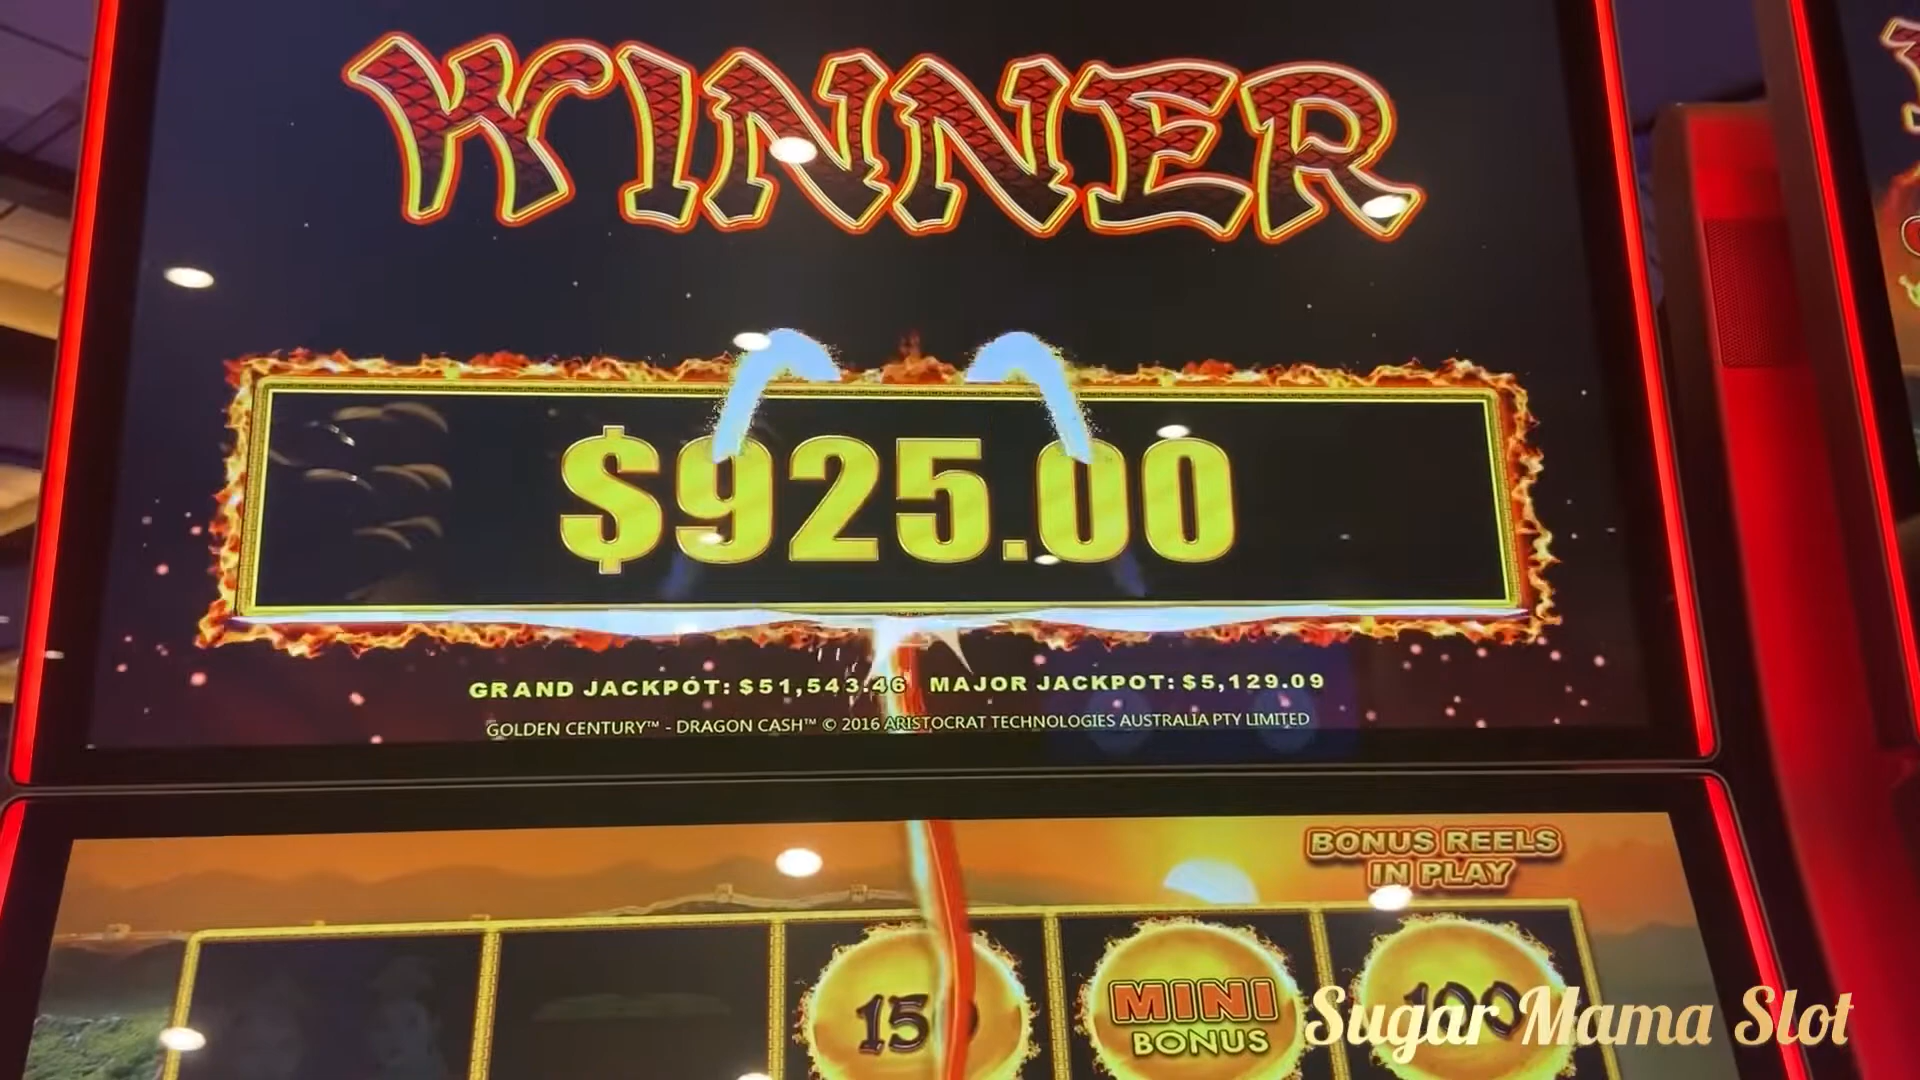 WINNER
$925.00
GRAND JACKPOT: $51,543.46 MAJOR JACKPOT: $5,129.09
GOLDEN CENTURY™ - DRAGON CASH™ © 2016 ARISTOCRAT TECHNOLOGIES AUSTRALIA PTY LIMITED
BONUS REELS
IN PLAY
MINI
BONUS
100
Sugar Mama Slot